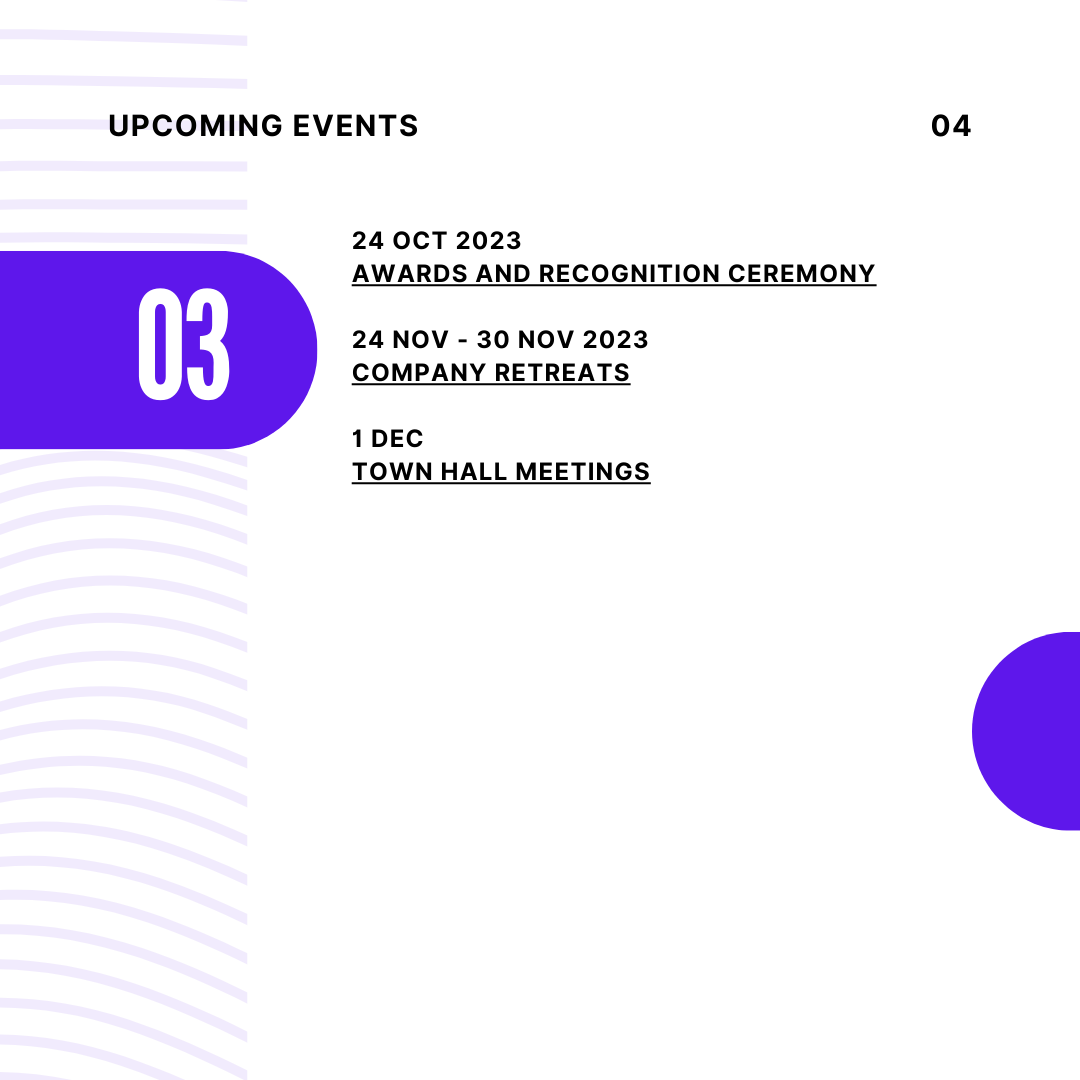 UPCOMING EVENTS
04
03
24 OCT 2023
AWARDS AND RECOGNITION CEREMONY
24 NOV - 30 NOV 2023
COMPANY RETREATS
1 DEC
TOWN HALL MEETINGS